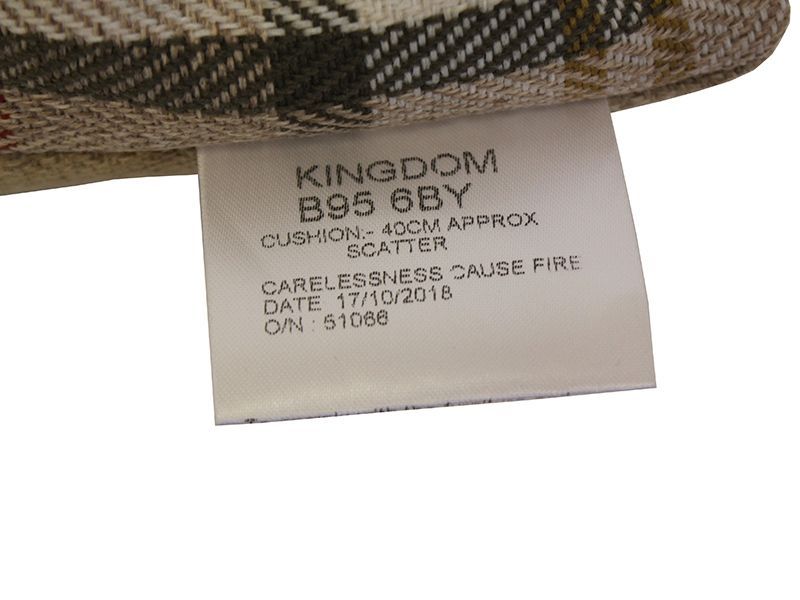 KINGDOM
B95 6BY
CUSHION:- 40CM APPROX
SCATTER
CARELESSNESS CAUSE FIRE
DATE 17/10/2018
O/N : 51066